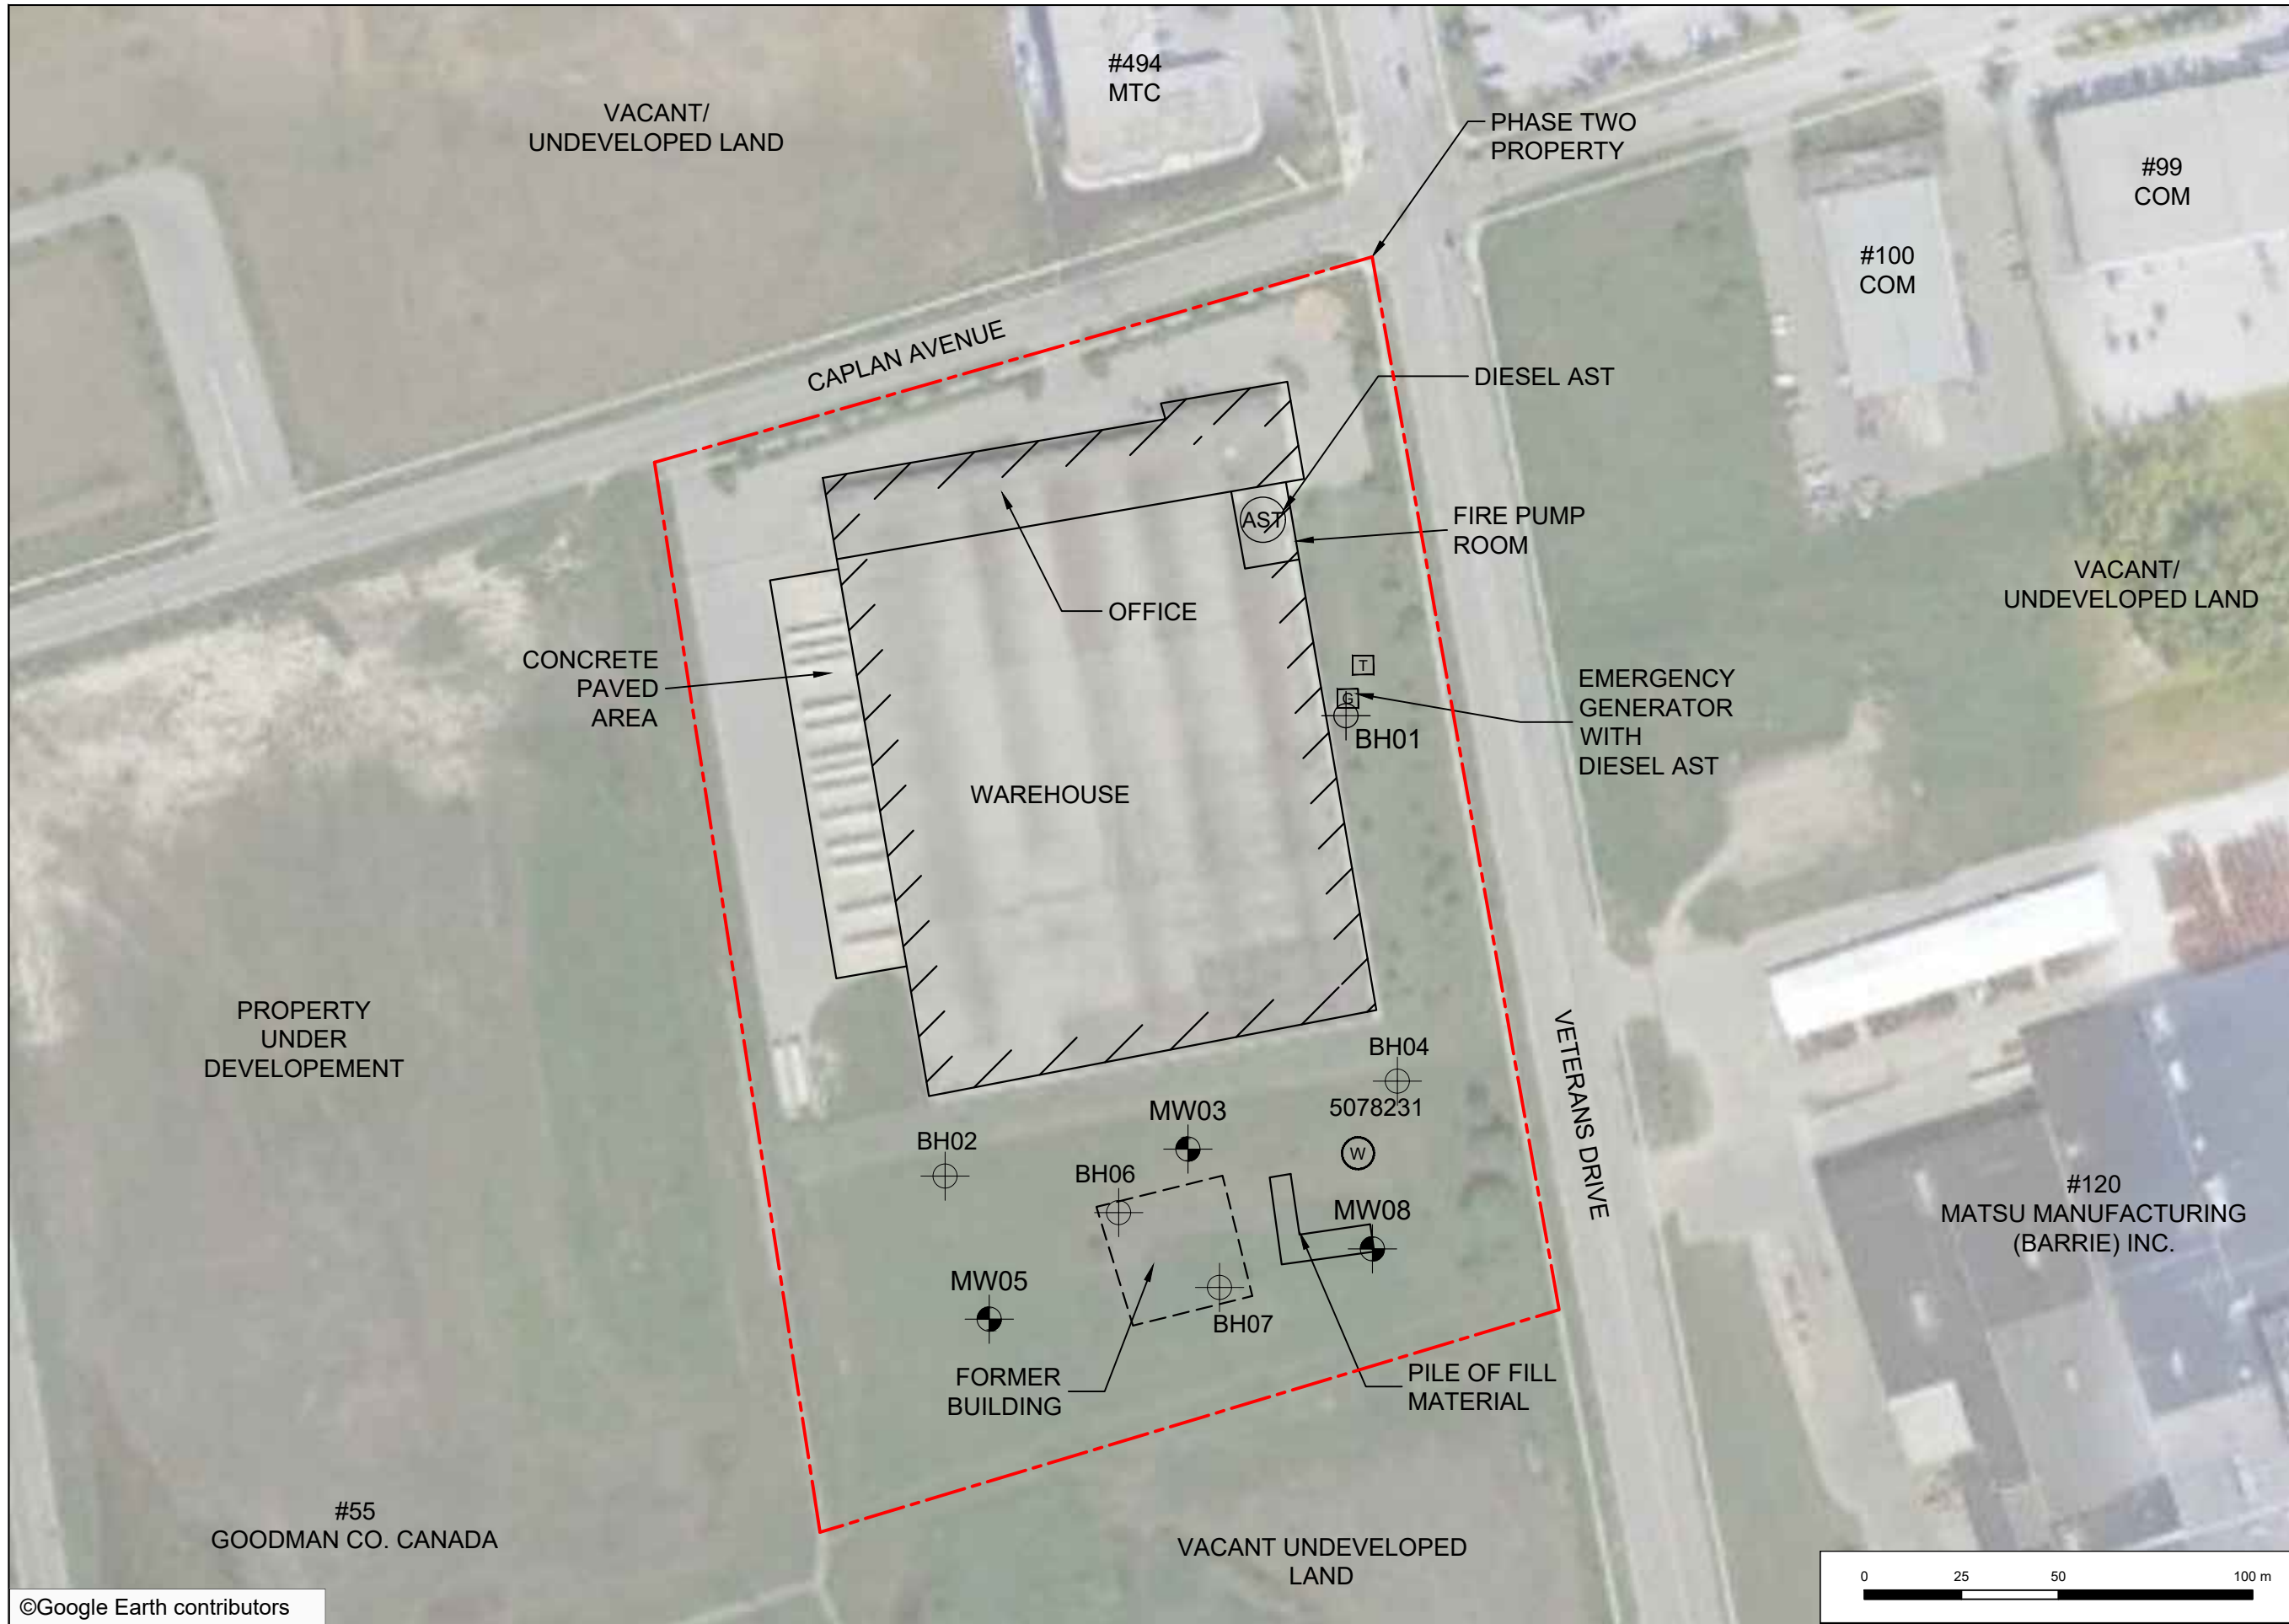 #494
MTC
VACANT/
UNDEVELOPED LAND
PHASE TWO
PROPERTY
#99
COM
#100
COM
CAPLAN AVENUE
DIESEL AST
AST
FIRE PUMP
ROOM
VACANT/
UNDEVELOPED LAND
OFFICE
CONCRETE
PAVED
AREA
T
G
EMERGENCY
GENERATOR
WITH
DIESEL AST
BH01
WAREHOUSE
PROPERTY
UNDER
DEVELOPEMENT
VETERANS DRIVE
BH04
5078231
MW03
BH02
W
BH06
#120
MATSU MANUFACTURING
(BARRIE) INC.
MW08
MW05
BH07
FORMER
BUILDING
PILE OF FILL
MATERIAL
#55
GOODMAN CO. CANADA
VACANT UNDEVELOPED
LAND
0 25 50 100 m
©Google Earth contributors